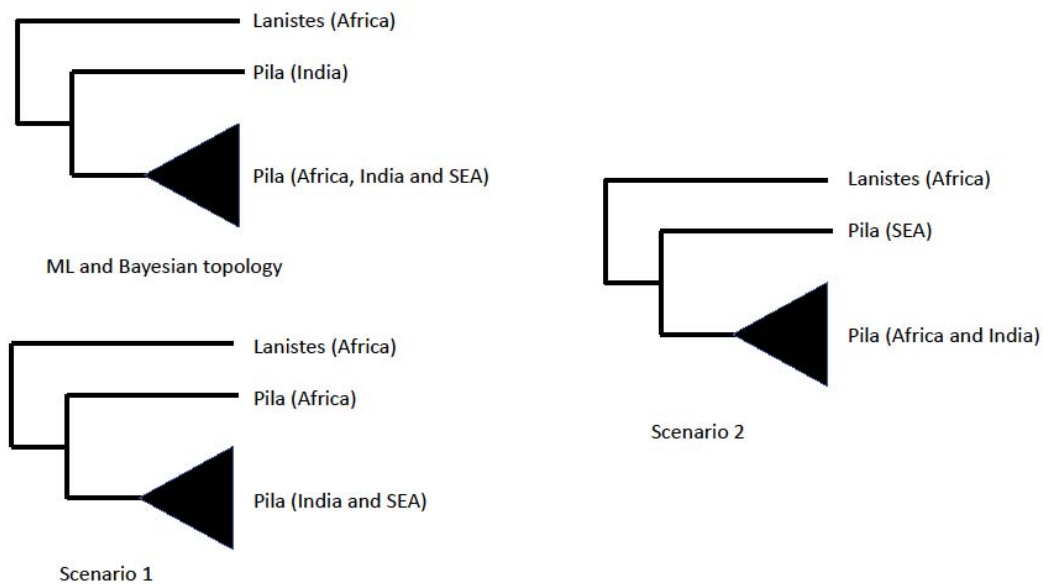 Lanistes (Africa)
Pila (India)
Pila (Africa, India and SEA)
ML and Bayesian topology
Lanistes (Africa)
Pila (Africa)
Pila (India and SEA)
Scenario 1
Lanistes (Africa)
Pila (SEA)
Pila (Africa and India)
Scenario 2